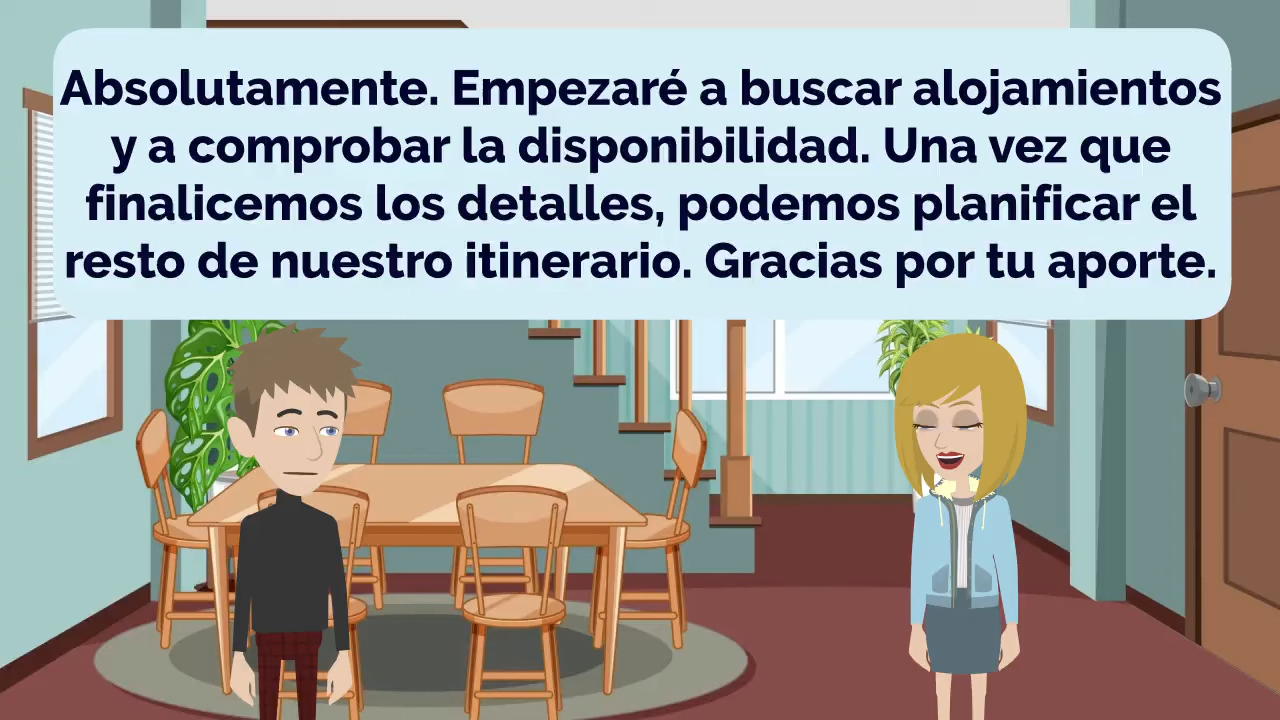 Absolutamente. Empezaré a buscar alojamientos
y a comprobar la disponibilidad. Una vez que
finalicemos los detalles, podemos planificar el
resto de nuestro itinerario. Gracias por tu aporte.